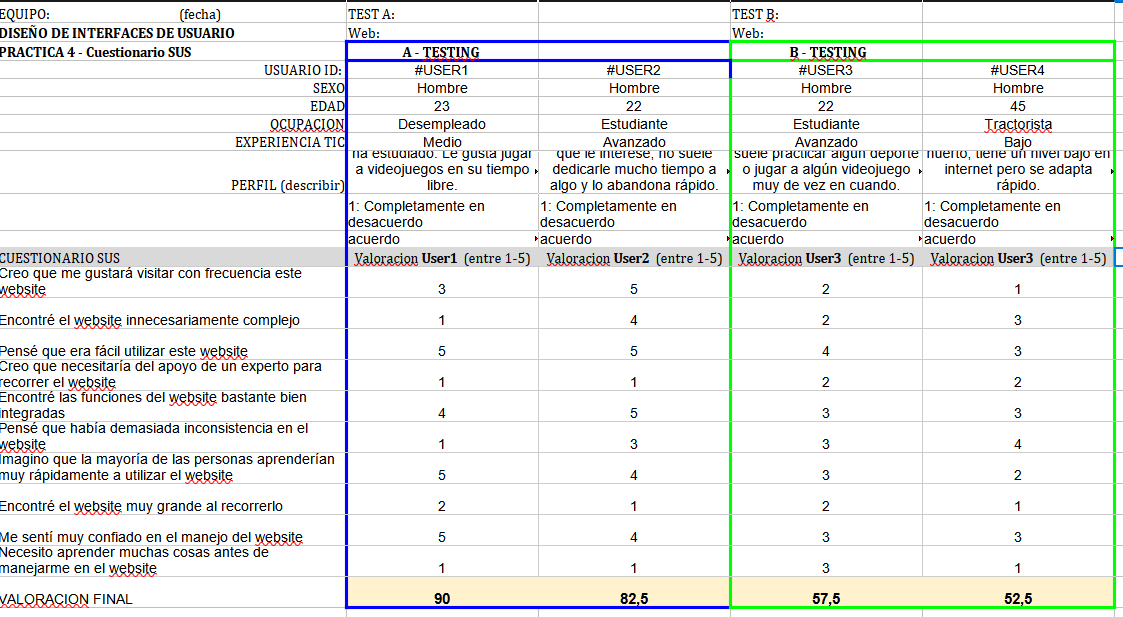 EQUIPO: (fecha) TEST A: TEST B:
DISEÑO DE INTERFACES DE USUARIO Web: Web:
PRACTICA 4 - Cuestionario SUS A - TESTING B - TESTING
USUARIO ID: #USER1 #USER2 #USER3 #USER4
SEXO Hombre Hombre Hombre Hombre
EDAD 23 22 22 45
OCUPACION Desempleado Estudiante Estudiante Tractorista
EXPERIENCIA TIC Medio Avanzado Avanzado Bajo
PERFIL (describir)
ha estudiado. Le gusta jugar
a videojuegos en su tiempo
libre.
que le interese, no suele
dedicarle mucho tiempo a
algo y lo abandona rápido.
suele practicar algún deporte
o jugar a algún videojuego
muy de vez en cuando.
huerto, tiene un nivel bajo en
internet pero se adapta
rápido.
1: Completamente en
desacuerdo
acuerdo
1: Completamente en
desacuerdo
acuerdo
1: Completamente en
desacuerdo
acuerdo
1: Completamente en
desacuerdo
acuerdo
CUESTIONARIO SUS Valoracion User1 (entre 1-5) Valoracion User2 (entre 1-5) Valoracion User3 (entre 1-5) Valoracion User3 (entre 1-5)
Creo que me gustará visitar con frecuencia este
website 3 5 2 1
Encontré el website innecesariamente complejo 1 4 2 3
Pensé que era fácil utilizar este website 5 5 4 3
Creo que necesitaría del apoyo de un experto para
recorrer el website 1 1 2 2
Encontré las funciones del website bastante bien
integradas 4 5 3 3
Pensé que había demasiada inconsistencia en el
website 1 3 3 4
Imagino que la mayoría de las personas aprenderían
muy rápidamente a utilizar el website 5 4 3 2
Encontré el website muy grande al recorrerlo 2 1 2 1
Me sentí muy confiado en el manejo del website 5 4 3 3
Necesito aprender muchas cosas antes de
manejarme en el website 1 1 3 1
VALORACION FINAL 90 82,5 57,5 52,5